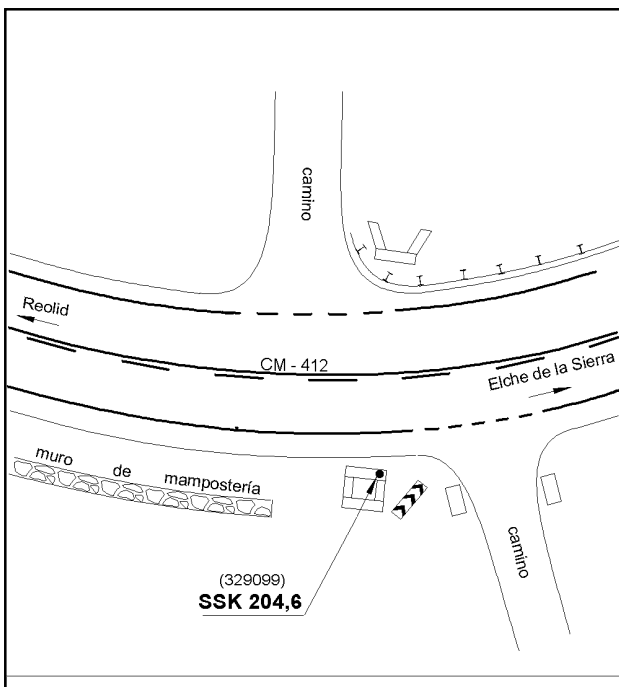 camino
Reolid
CM - 412
Elche de la Sierra
muro de mampostería
camino
(329099)
SSK 204,6